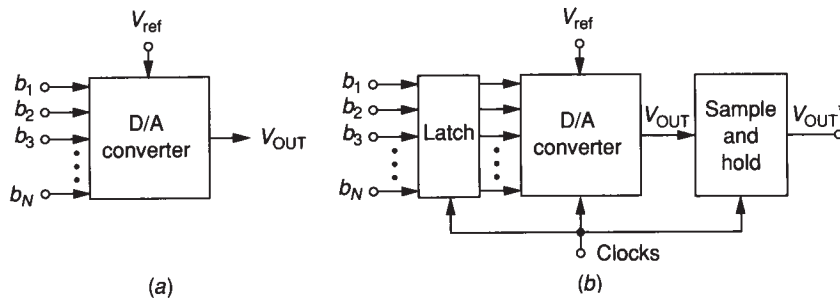 V_ref
b_1
b_2
b_3
b_N
D/A
converter
V_OUT
(a)
V_ref
b_1
b_2
b_3
b_N
Latch
D/A
converter
V_OUT
Sample
and
hold
V_OUT*
Clocks
(b)